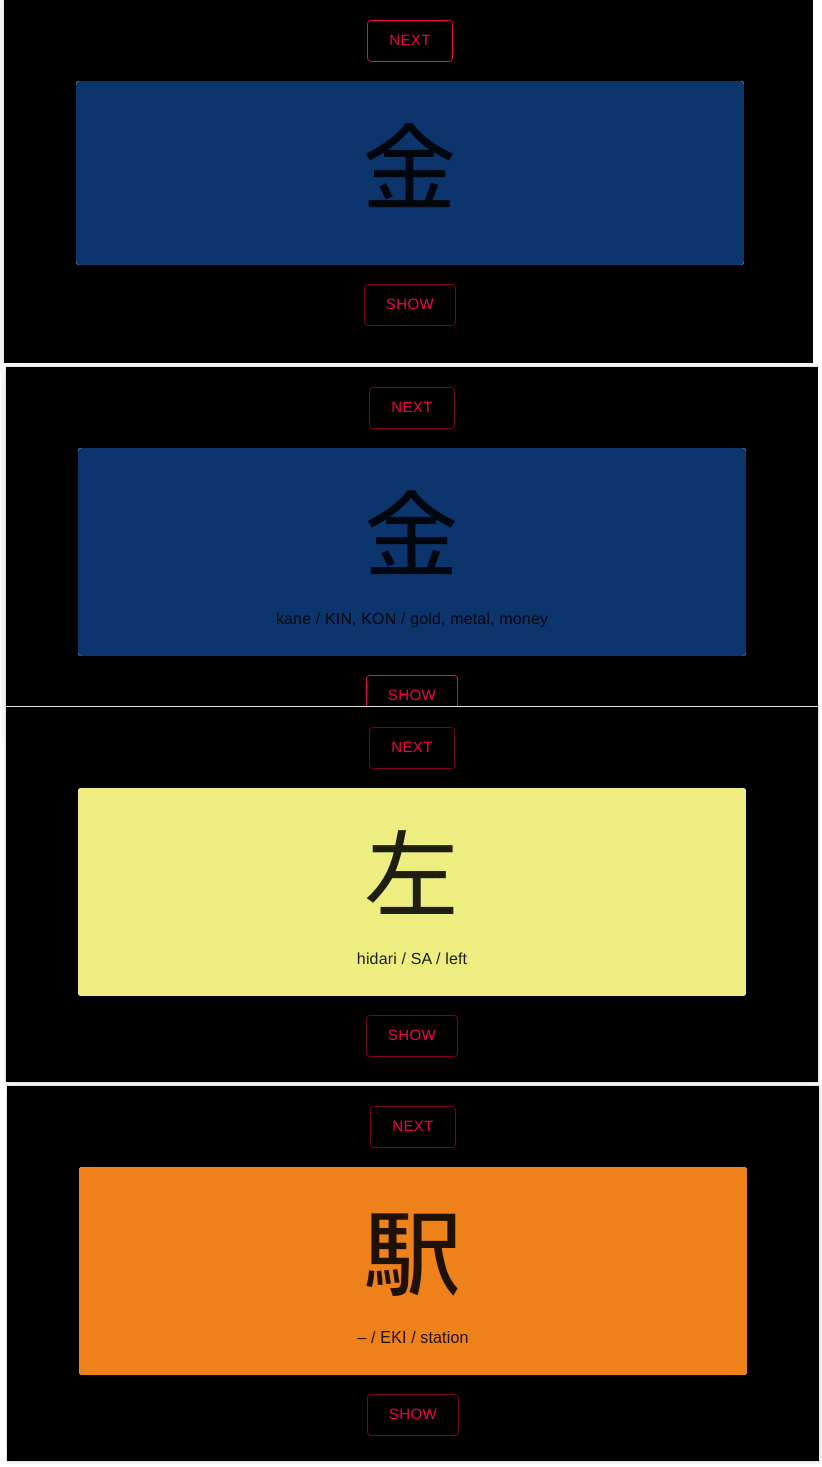 NEXT
金
SHOW
NEXT
金
kane / KIN, KON / gold, metal, money
SHOW
NEXT
左
hidari / SA / left
SHOW
NEXT
駅
– / EKI / station
SHOW